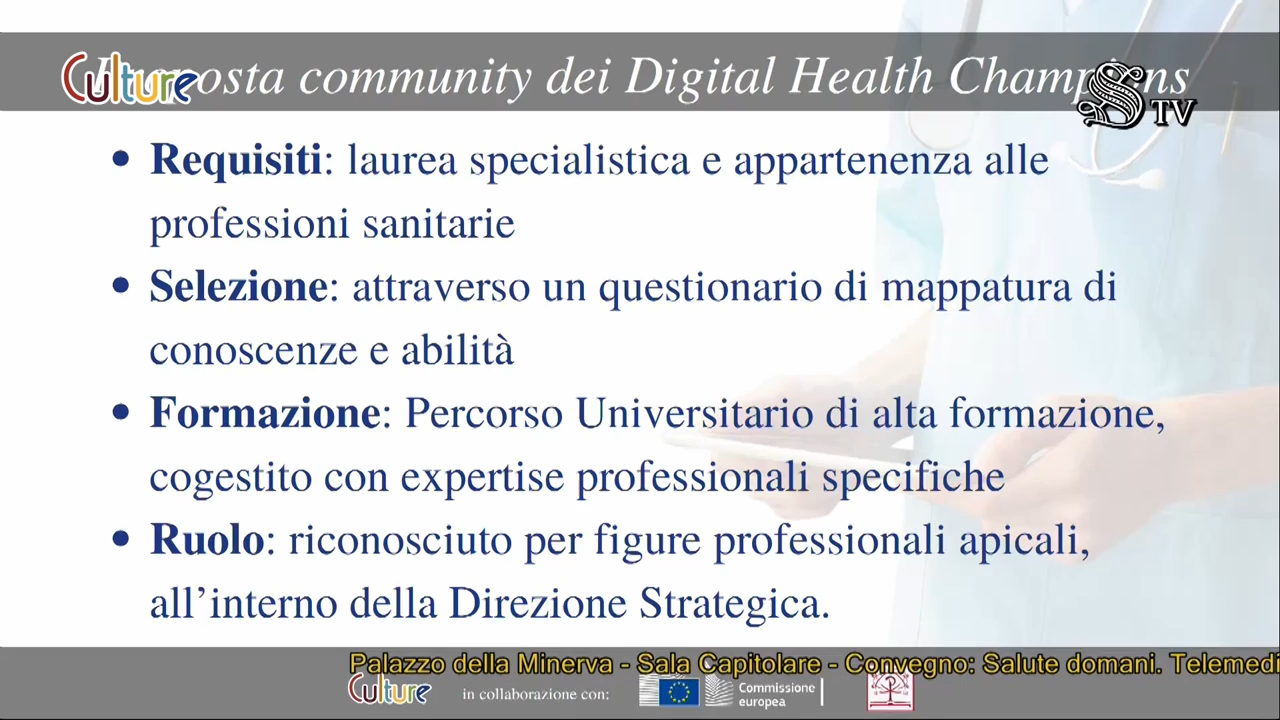 Culture
osta community dei Digital Health Champions
S TV
• Requisiti: laurea specialistica e appartenenza alle
professioni sanitarie
• Selezione: attraverso un questionario di mappatura di
conoscenze e abilità
• Formazione: Percorso Universitario di alta formazione,
cogestito con expertise professionali specifiche
• Ruolo: riconosciuto per figure professionali apicali,
all’interno della Direzione Strategica.
Palazzo della Minerva - Sala Capitolare - Convegno: Salute domani. Telemedi
Culture
in collaborazione con:
Commissione
europea